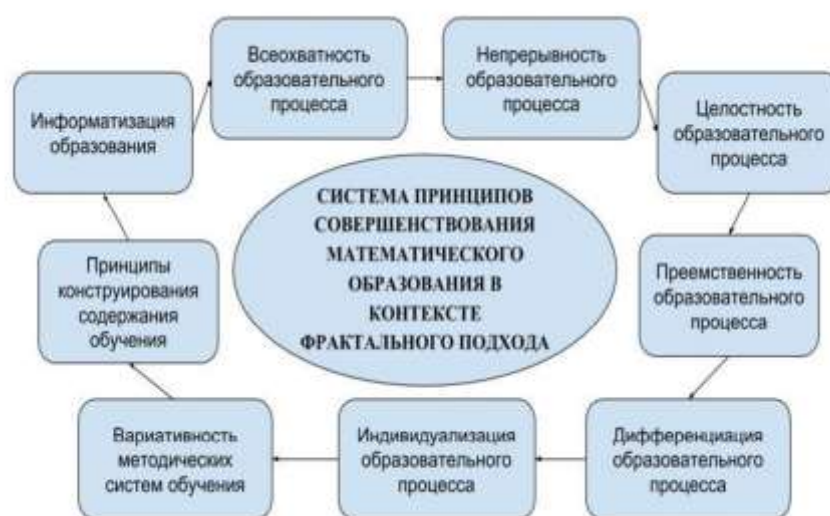 Всеохватность
образовательного
процесса
Непрерывность
образовательного
процесса
Целостность
образовательного
процесса
Преемственность
образовательного
процесса
Дифференциация
образовательного
процесса
Индивидуализация
образовательного
процесса
Вариативность
методических
систем обучения
Принципы
конструирования
содержания
обучения
Информатизация
образования
СИСТЕМА ПРИНЦИПОВ
СОВЕРШЕНСТВОВАНИЯ
МАТЕМАТИЧЕСКОГО
ОБРАЗОВАНИЯ В
КОНТЕКСТЕ
ФРАКТАЛЬНОГО ПОДХОДА